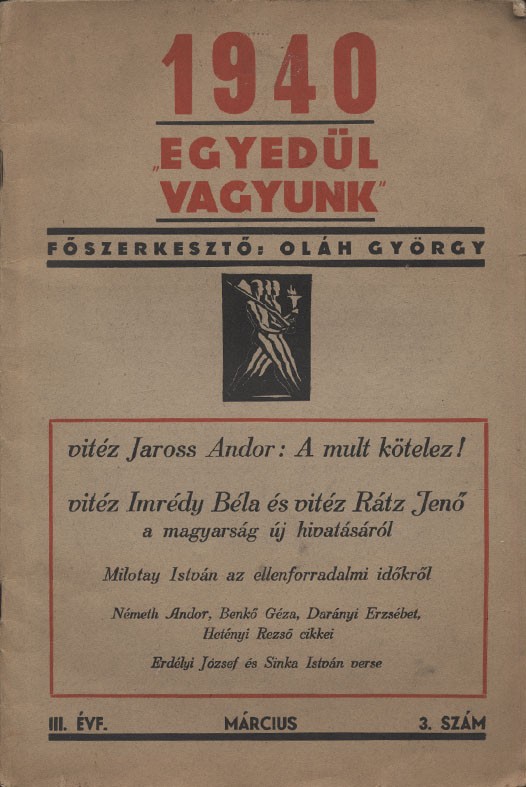 1940
„EGYEDÜL
VAGYUNK”
FŐSZERKESZTŐ: OLÁH GYÖRGY
vitéz Jaross Andor: A mult kötelez!
vitéz Imrédy Béla és vitéz Rátz Jenő
a magyarság új hivatásáról
Milotay István az ellenforradalmi időkről
Németh Andor, Benkő Géza, Darányi Erzsébet,
Hetényi Rezső cikkei
Erdélyi József és Sinka István verse
III. ÉVF. MÁRCIUS 3. SZÁM